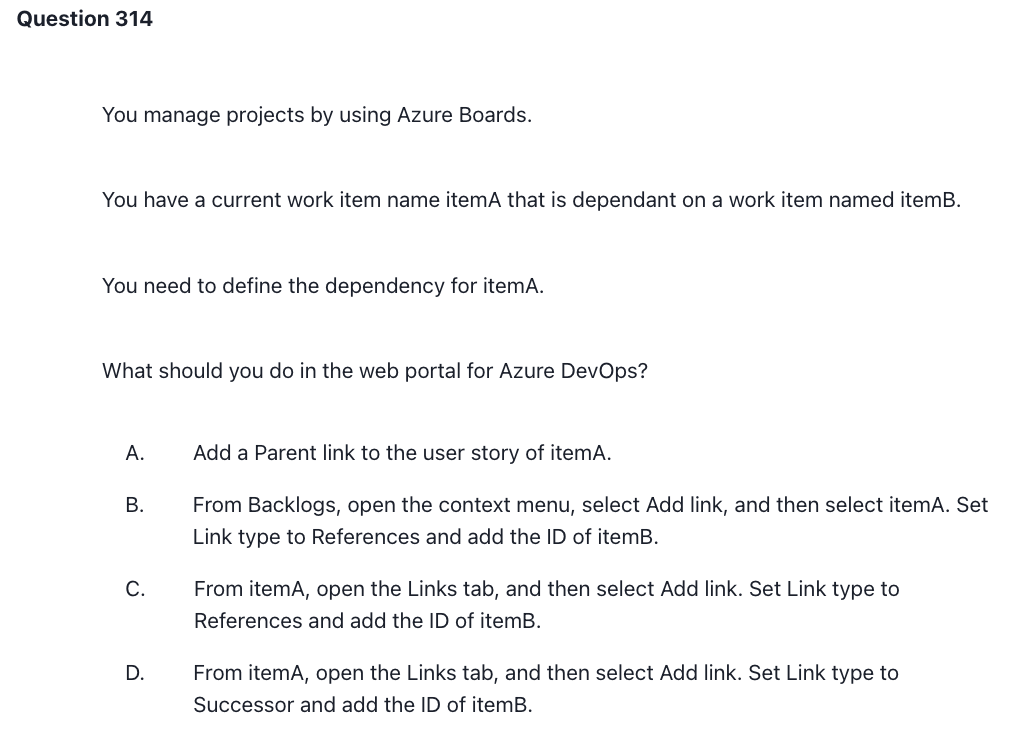 Question 314
You manage projects by using Azure Boards.
You have a current work item name itemA that is dependant on a work item named itemB.
You need to define the dependency for itemA.
What should you do in the web portal for Azure DevOps?
A. Add a Parent link to the user story of itemA.
B. From Backlogs, open the context menu, select Add link, and then select itemA. Set
Link type to References and add the ID of itemB.
C. From itemA, open the Links tab, and then select Add link. Set Link type to
References and add the ID of itemB.
D. From itemA, open the Links tab, and then select Add link. Set Link type to
Successor and add the ID of itemB.